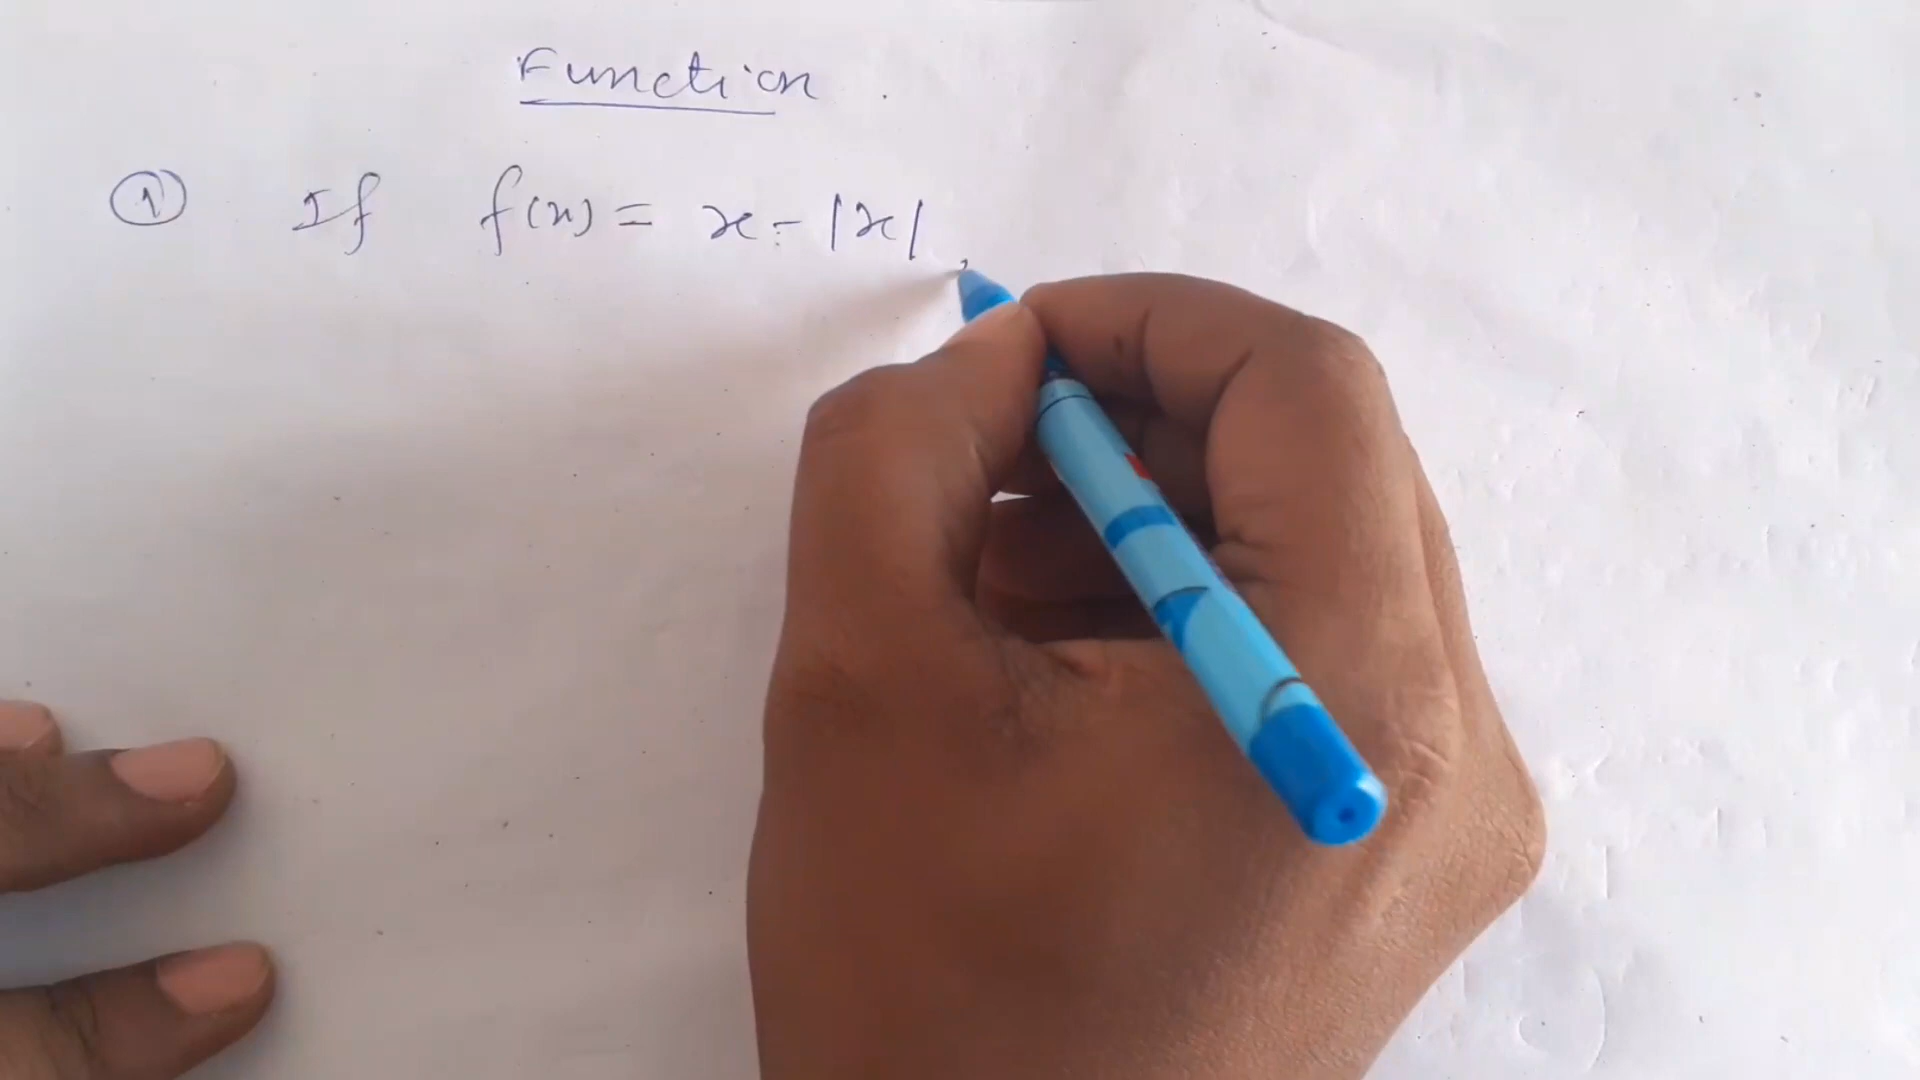 Function
① If f(x) = x - |x|,